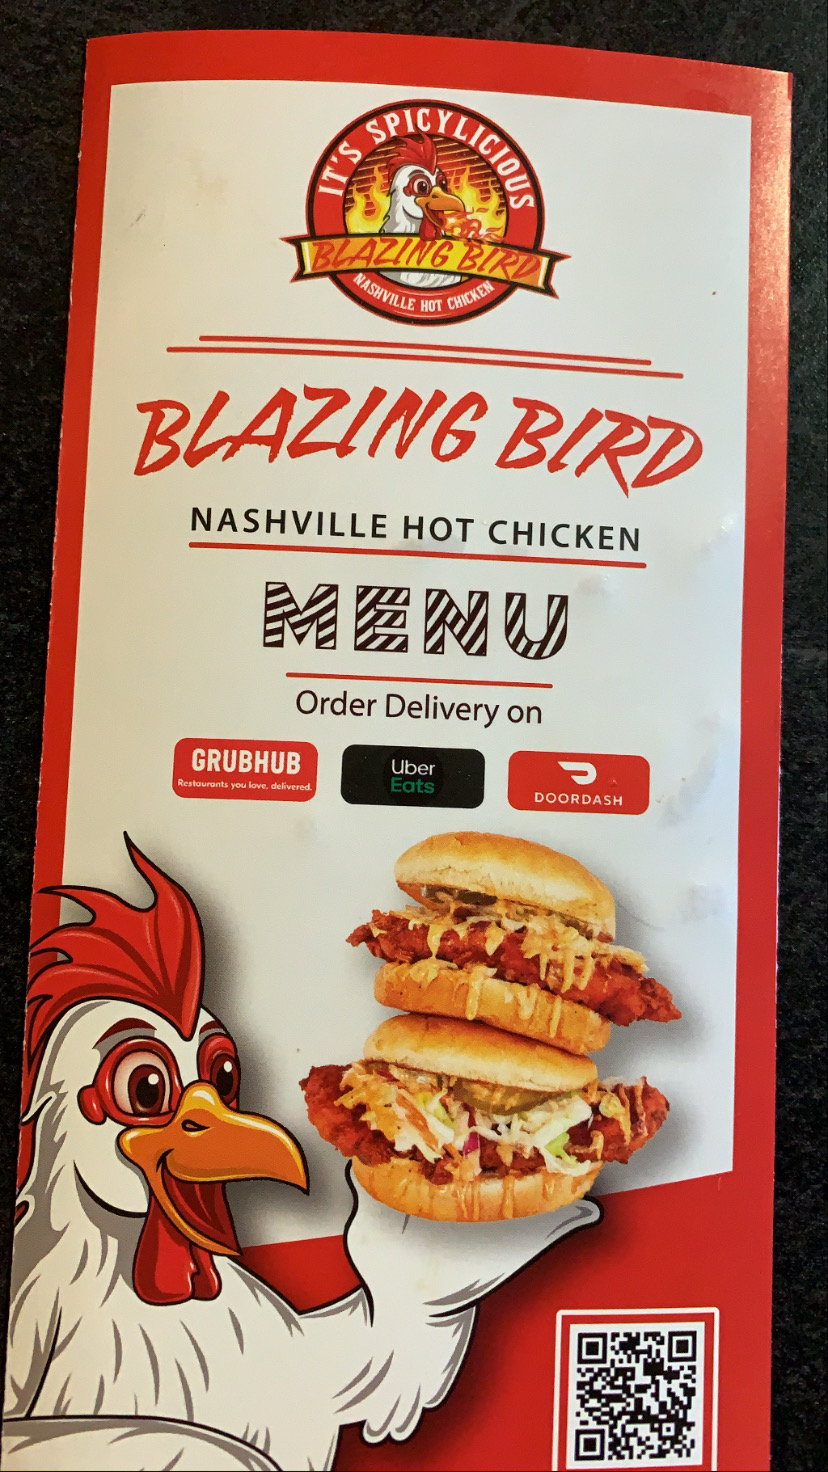 IT'S SPICYLICIOUS
BLAZING BIRD
NASHVILLE HOT CHICKEN
BLAZING BIRD
NASHVILLE HOT CHICKEN
MENU
Order Delivery on
GRUBHUB
Restaurants you love, delivered.
Uber
Eats
DOORDASH